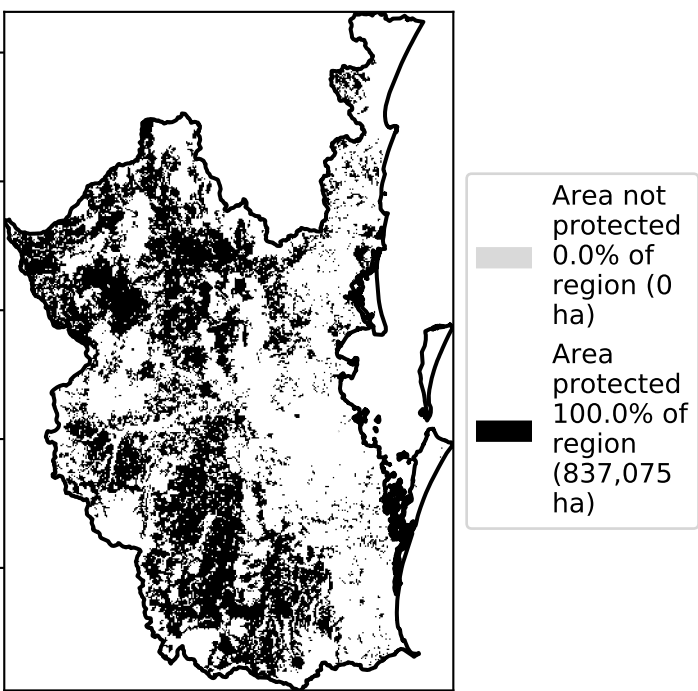 Area not
protected
0.0% of
region (0
ha)
Area
protected
100.0% of
region
(837,075
ha)